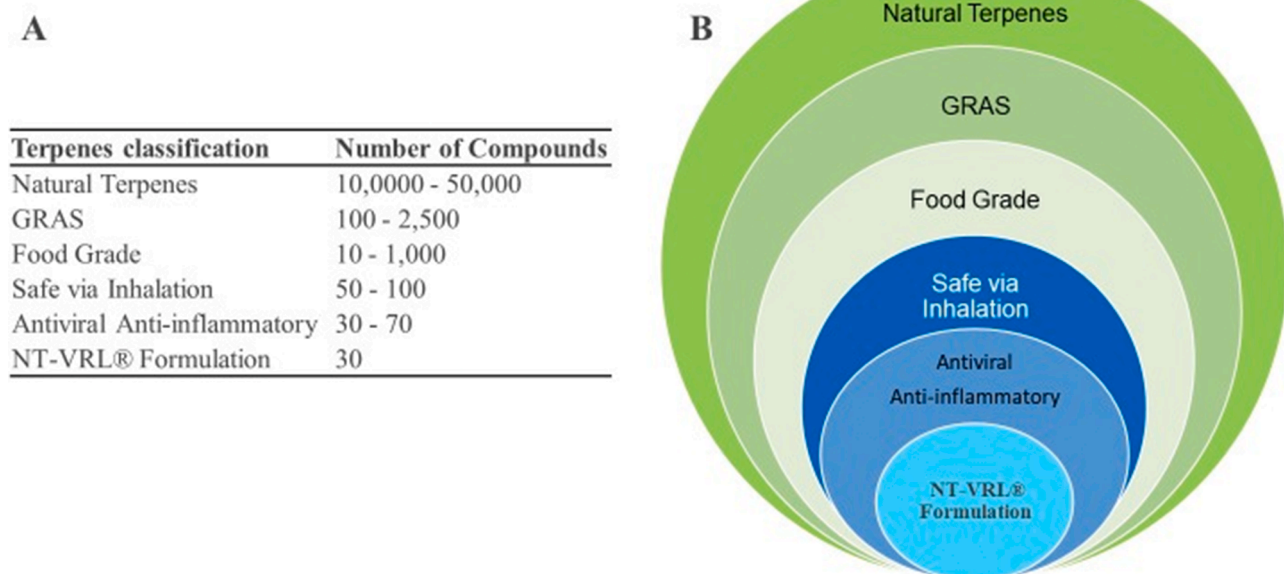 A
Terpenes classification Number of Compounds
Natural Terpenes 10,0000 - 50,000
GRAS 100 - 2,500
Food Grade 10 - 1,000
Safe via Inhalation 50 - 100
Antiviral Anti-inflammatory 30 - 70
NT-VRL® Formulation 30
B
Natural Terpenes
GRAS
Food Grade
Safe via
Inhalation
Antiviral
Anti-inflammatory
NT-VRL®
Formulation